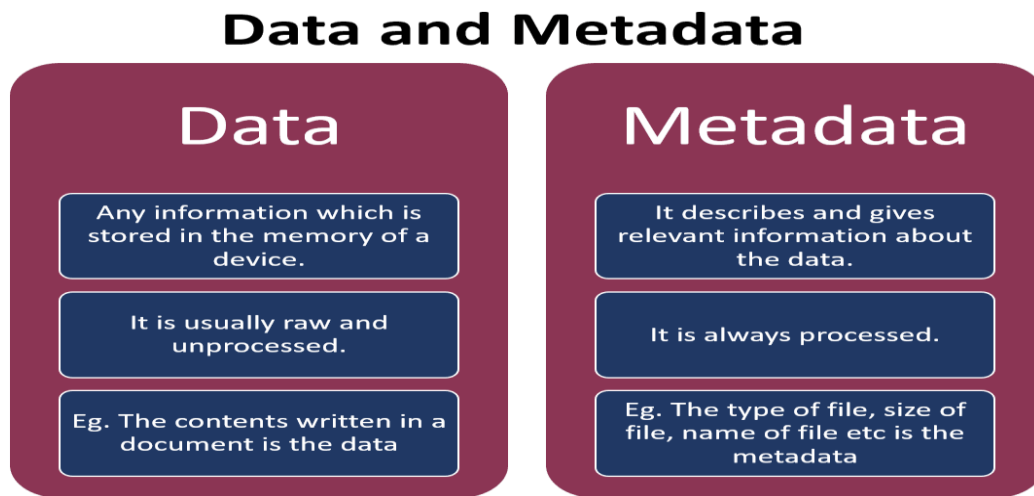 Data and Metadata
Data
Any information which is
stored in the memory of a
device.
It is usually raw and
unprocessed.
Eg. The contents written in a
document is the data
Metadata
It describes and gives
relevant information about
the data.
It is always processed.
Eg. The type of file, size of
file, name of file etc is the
metadata